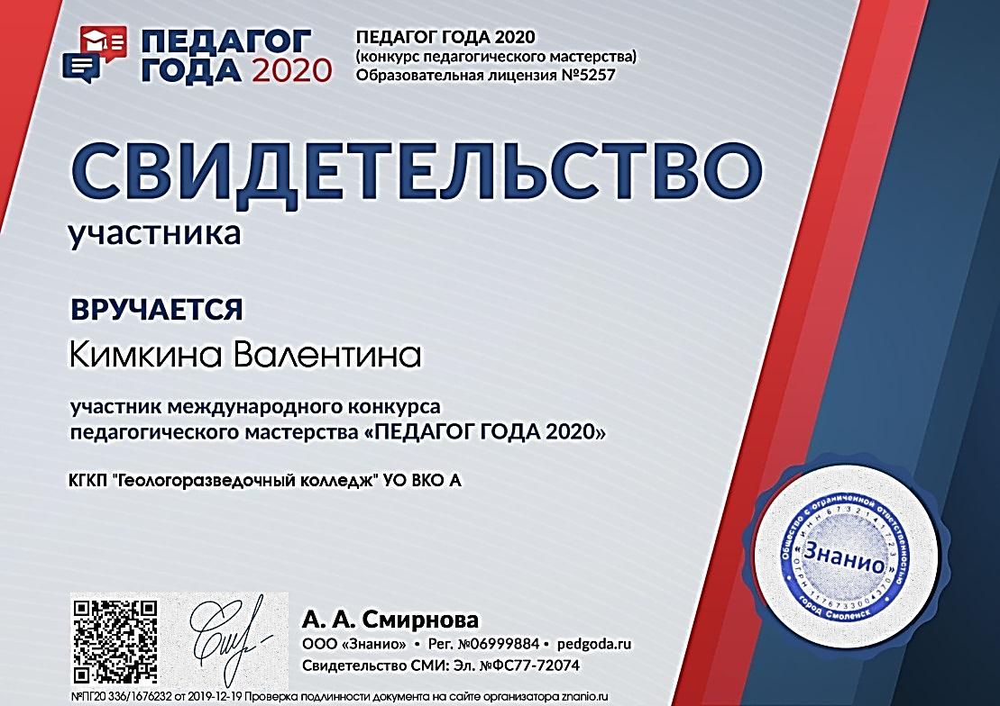 ПЕДАГОГ
ГОДА 2020
ПЕДАГОГ ГОДА 2020
(конкурс педагогического мастерства)
Образовательная лицензия №5257
СВИДЕТЕЛЬСТВО
участника
ВРУЧАЕТСЯ
Кимкина Валентина
участник международного конкурса
педагогического мастерства «ПЕДАГОГ ГОДА 2020»
КГКП "Геологоразведочный колледж" УО ВКО А
Общество с ограниченной ответственностью
ИНН 6732141723
«Знанио»
ОГРН 1176733004370
город Смоленск
А. А. Смирнова
ООО «Знанио» • Рег. №06999884 • pedgoda.ru
Свидетельство СМИ: Эл. №ФС77-72074
№ПГ20 336/1676232 от 2019-12-19 Проверка подлинности документа на сайте организатора znanio.ru